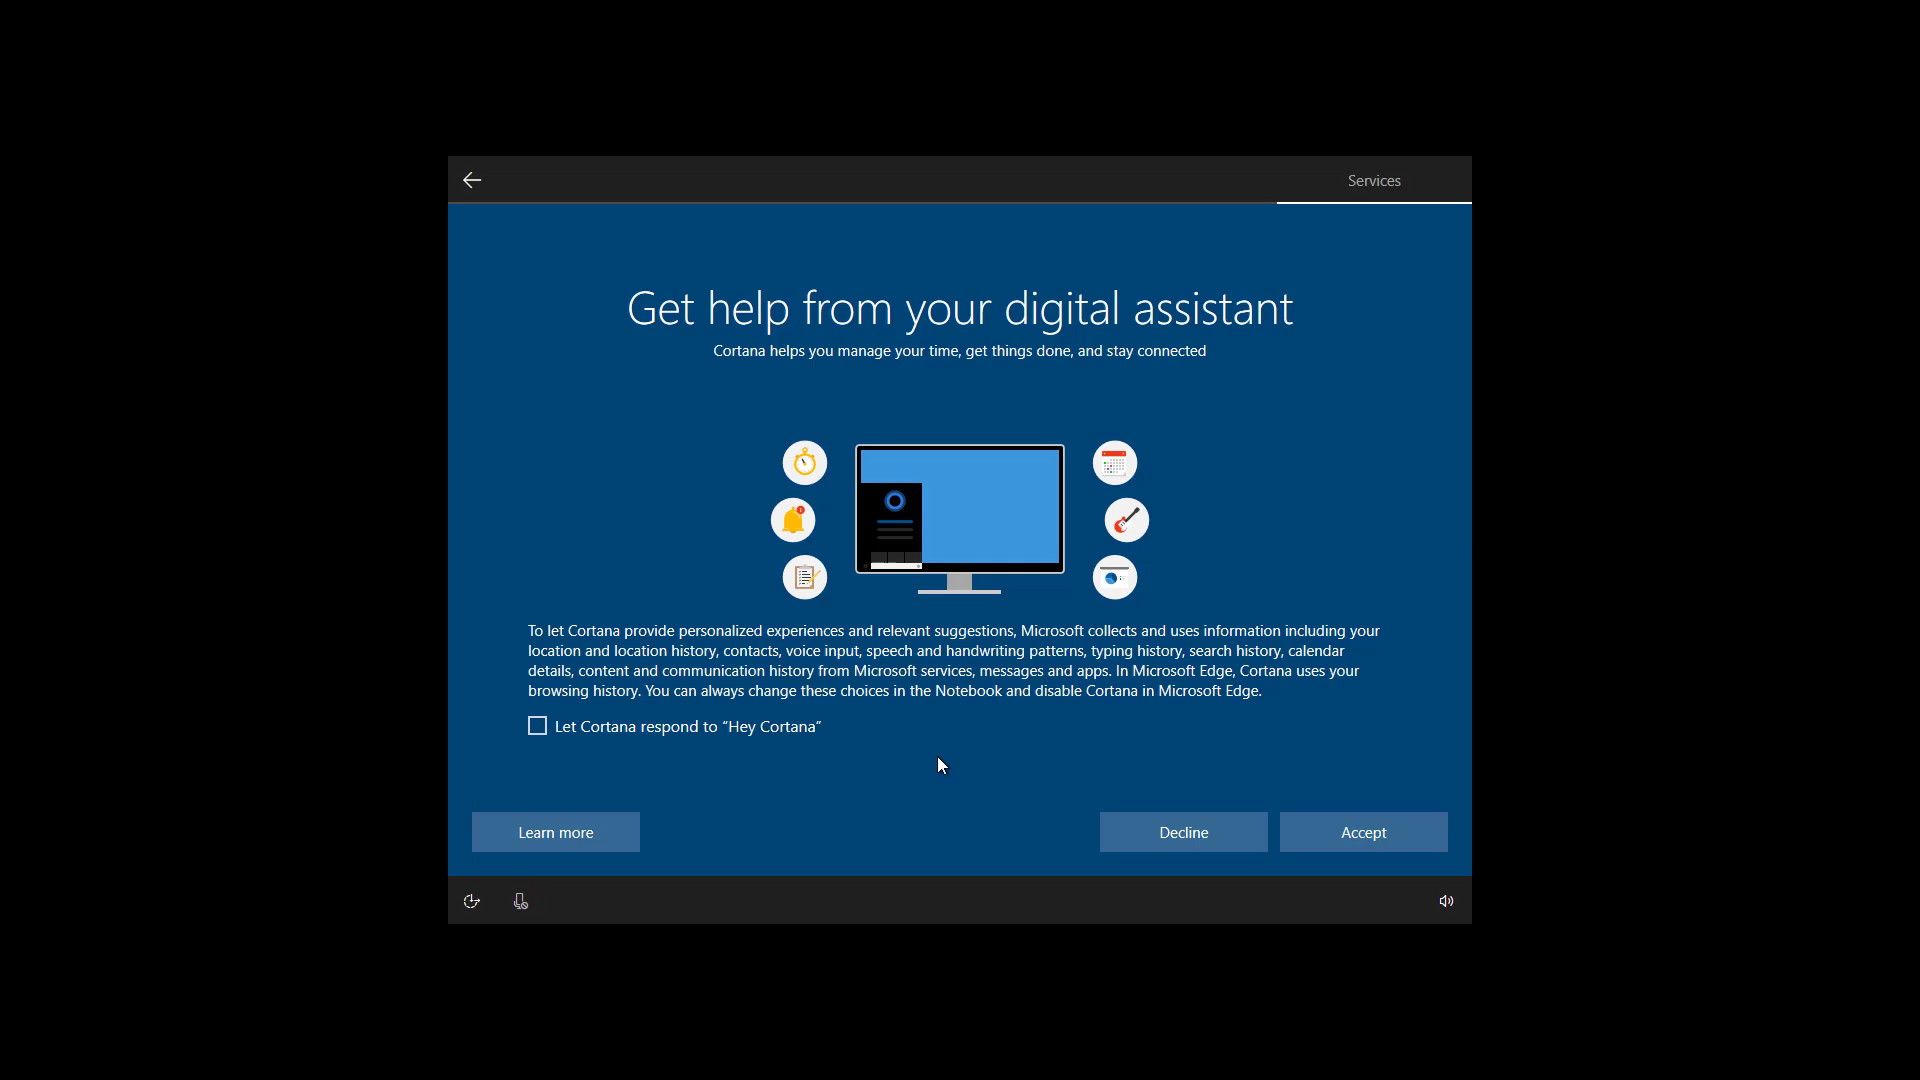 Services
Get help from your digital assistant
Cortana helps you manage your time, get things done, and stay connected
To let Cortana provide personalized experiences and relevant suggestions, Microsoft collects and uses information including your
location and location history, contacts, voice input, speech and handwriting patterns, typing history, search history, calendar
details, content and communication history from Microsoft services, messages and apps. In Microsoft Edge, Cortana uses your
browsing history. You can always change these choices in the Notebook and disable Cortana in Microsoft Edge.
Let Cortana respond to “Hey Cortana”
Learn more
Decline
Accept